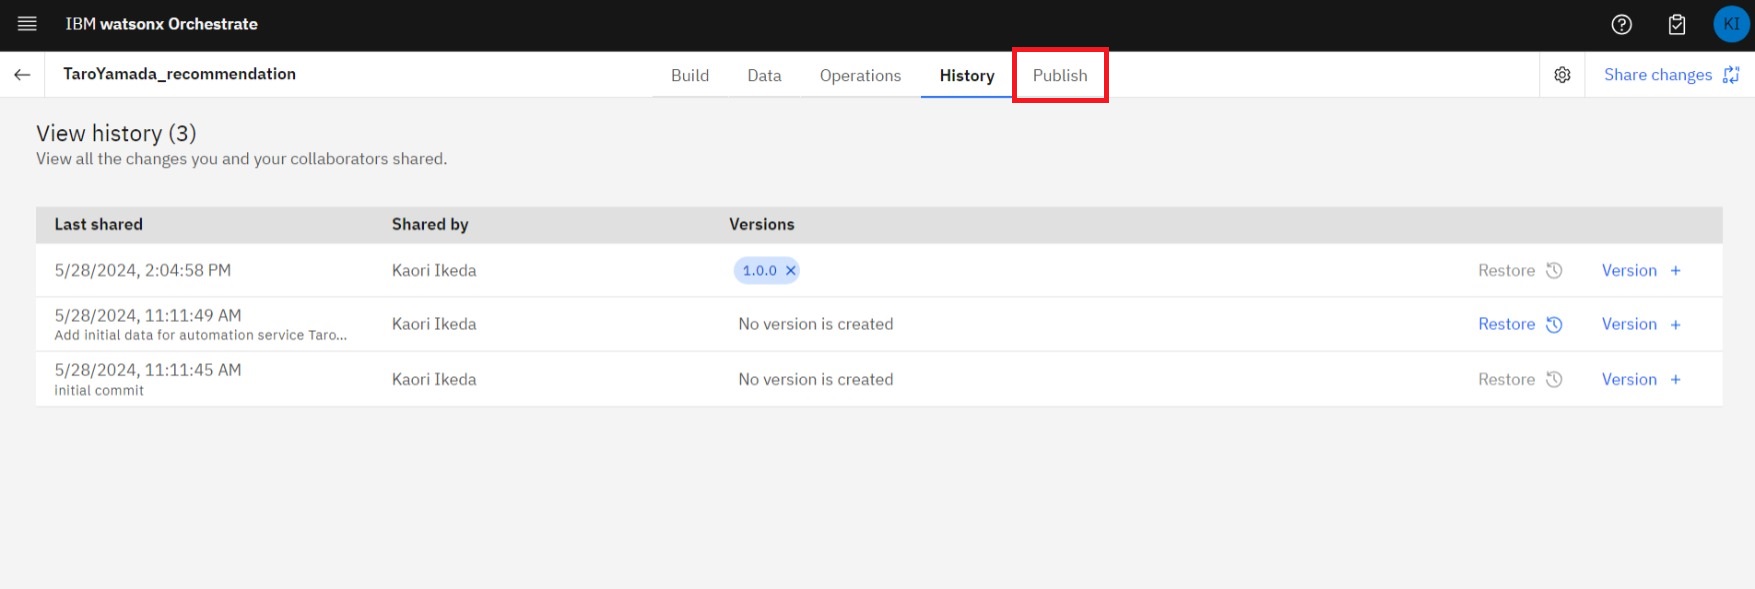 IBM watsonx Orchestrate
KI
TaroYamada_recommendation
Build Data Operations History Publish
Share changes
View history (3)
View all the changes you and your collaborators shared.
Last shared Shared by Versions
5/28/2024, 2:04:58 PM Kaori Ikeda 1.0.0 × Restore Version +
5/28/2024, 11:11:49 AM
Add initial data for automation service Taro... Kaori Ikeda No version is created Restore Version +
5/28/2024, 11:11:45 AM
initial commit Kaori Ikeda No version is created Restore Version +